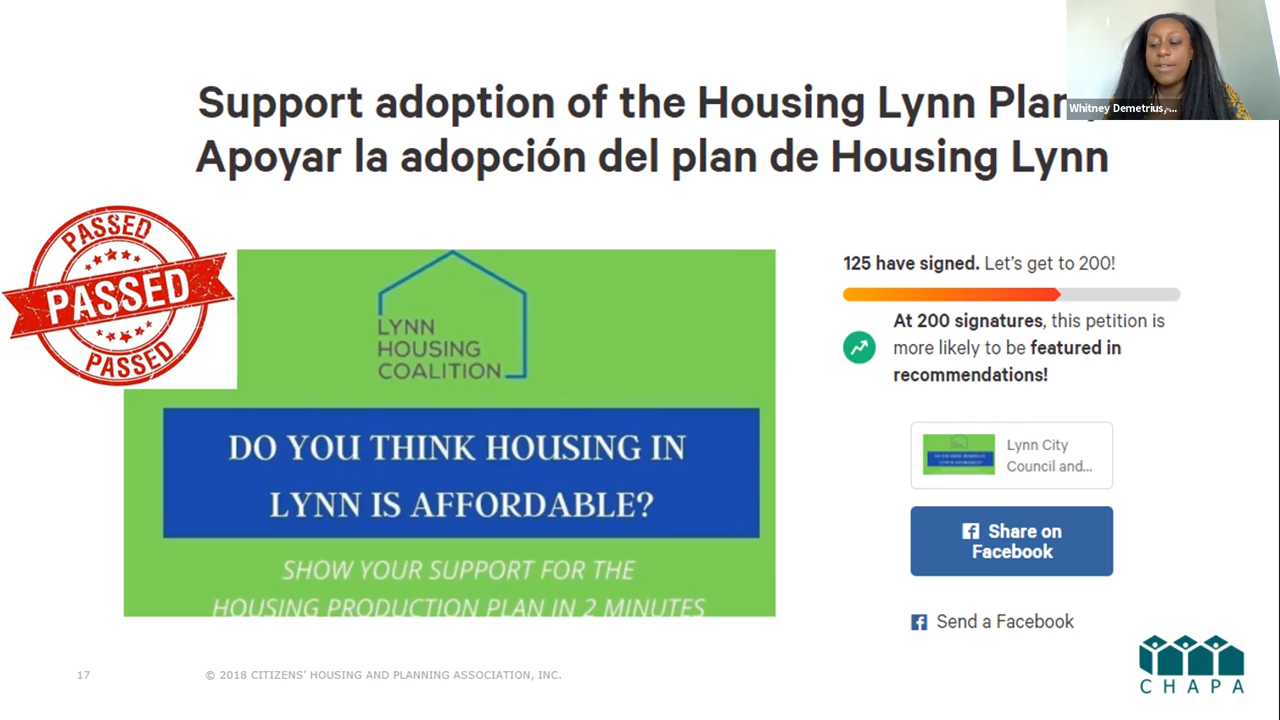 Support adoption of the Housing Lynn Plan
Apoyar la adopción del plan de Housing Lynn
Whitney Demetrius,-...
PASSED
PASSED
PASSED
LYNN
HOUSING
COALITION
DO YOU THINK HOUSING IN
LYNN IS AFFORDABLE?
SHOW YOUR SUPPORT FOR THE
HOUSING PRODUCTION PLAN IN 2 MINUTES
125 have signed. Let's get to 200!
At 200 signatures, this petition is
more likely to be featured in
recommendations!
Lynn City
Council and...
Share on
Facebook
Send a Facebook
17
© 2018 CITIZENS' HOUSING AND PLANNING ASSOCIATION, INC.
CHAPA